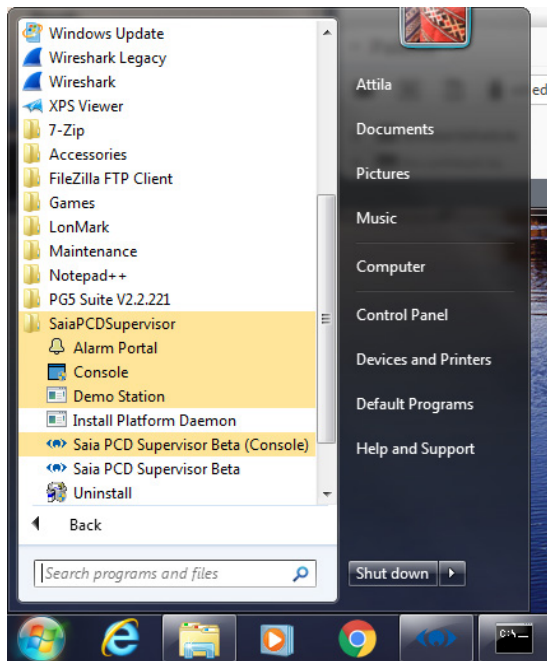 Windows Update
Wireshark Legacy
Wireshark
XPS Viewer
7-Zip
Accessories
FileZilla FTP Client
Games
LonMark
Maintenance
Notepad++
PG5 Suite V2.2.221
SaiaPCDSupervisor
Alarm Portal
Console
Demo Station
Install Platform Daemon
Saia PCD Supervisor Beta (Console)
Saia PCD Supervisor Beta
Uninstall
Back
Search programs and files
Attila
Documents
Pictures
Music
Computer
Control Panel
Devices and Printers
Default Programs
Help and Support
Shut down
ed
C:\_